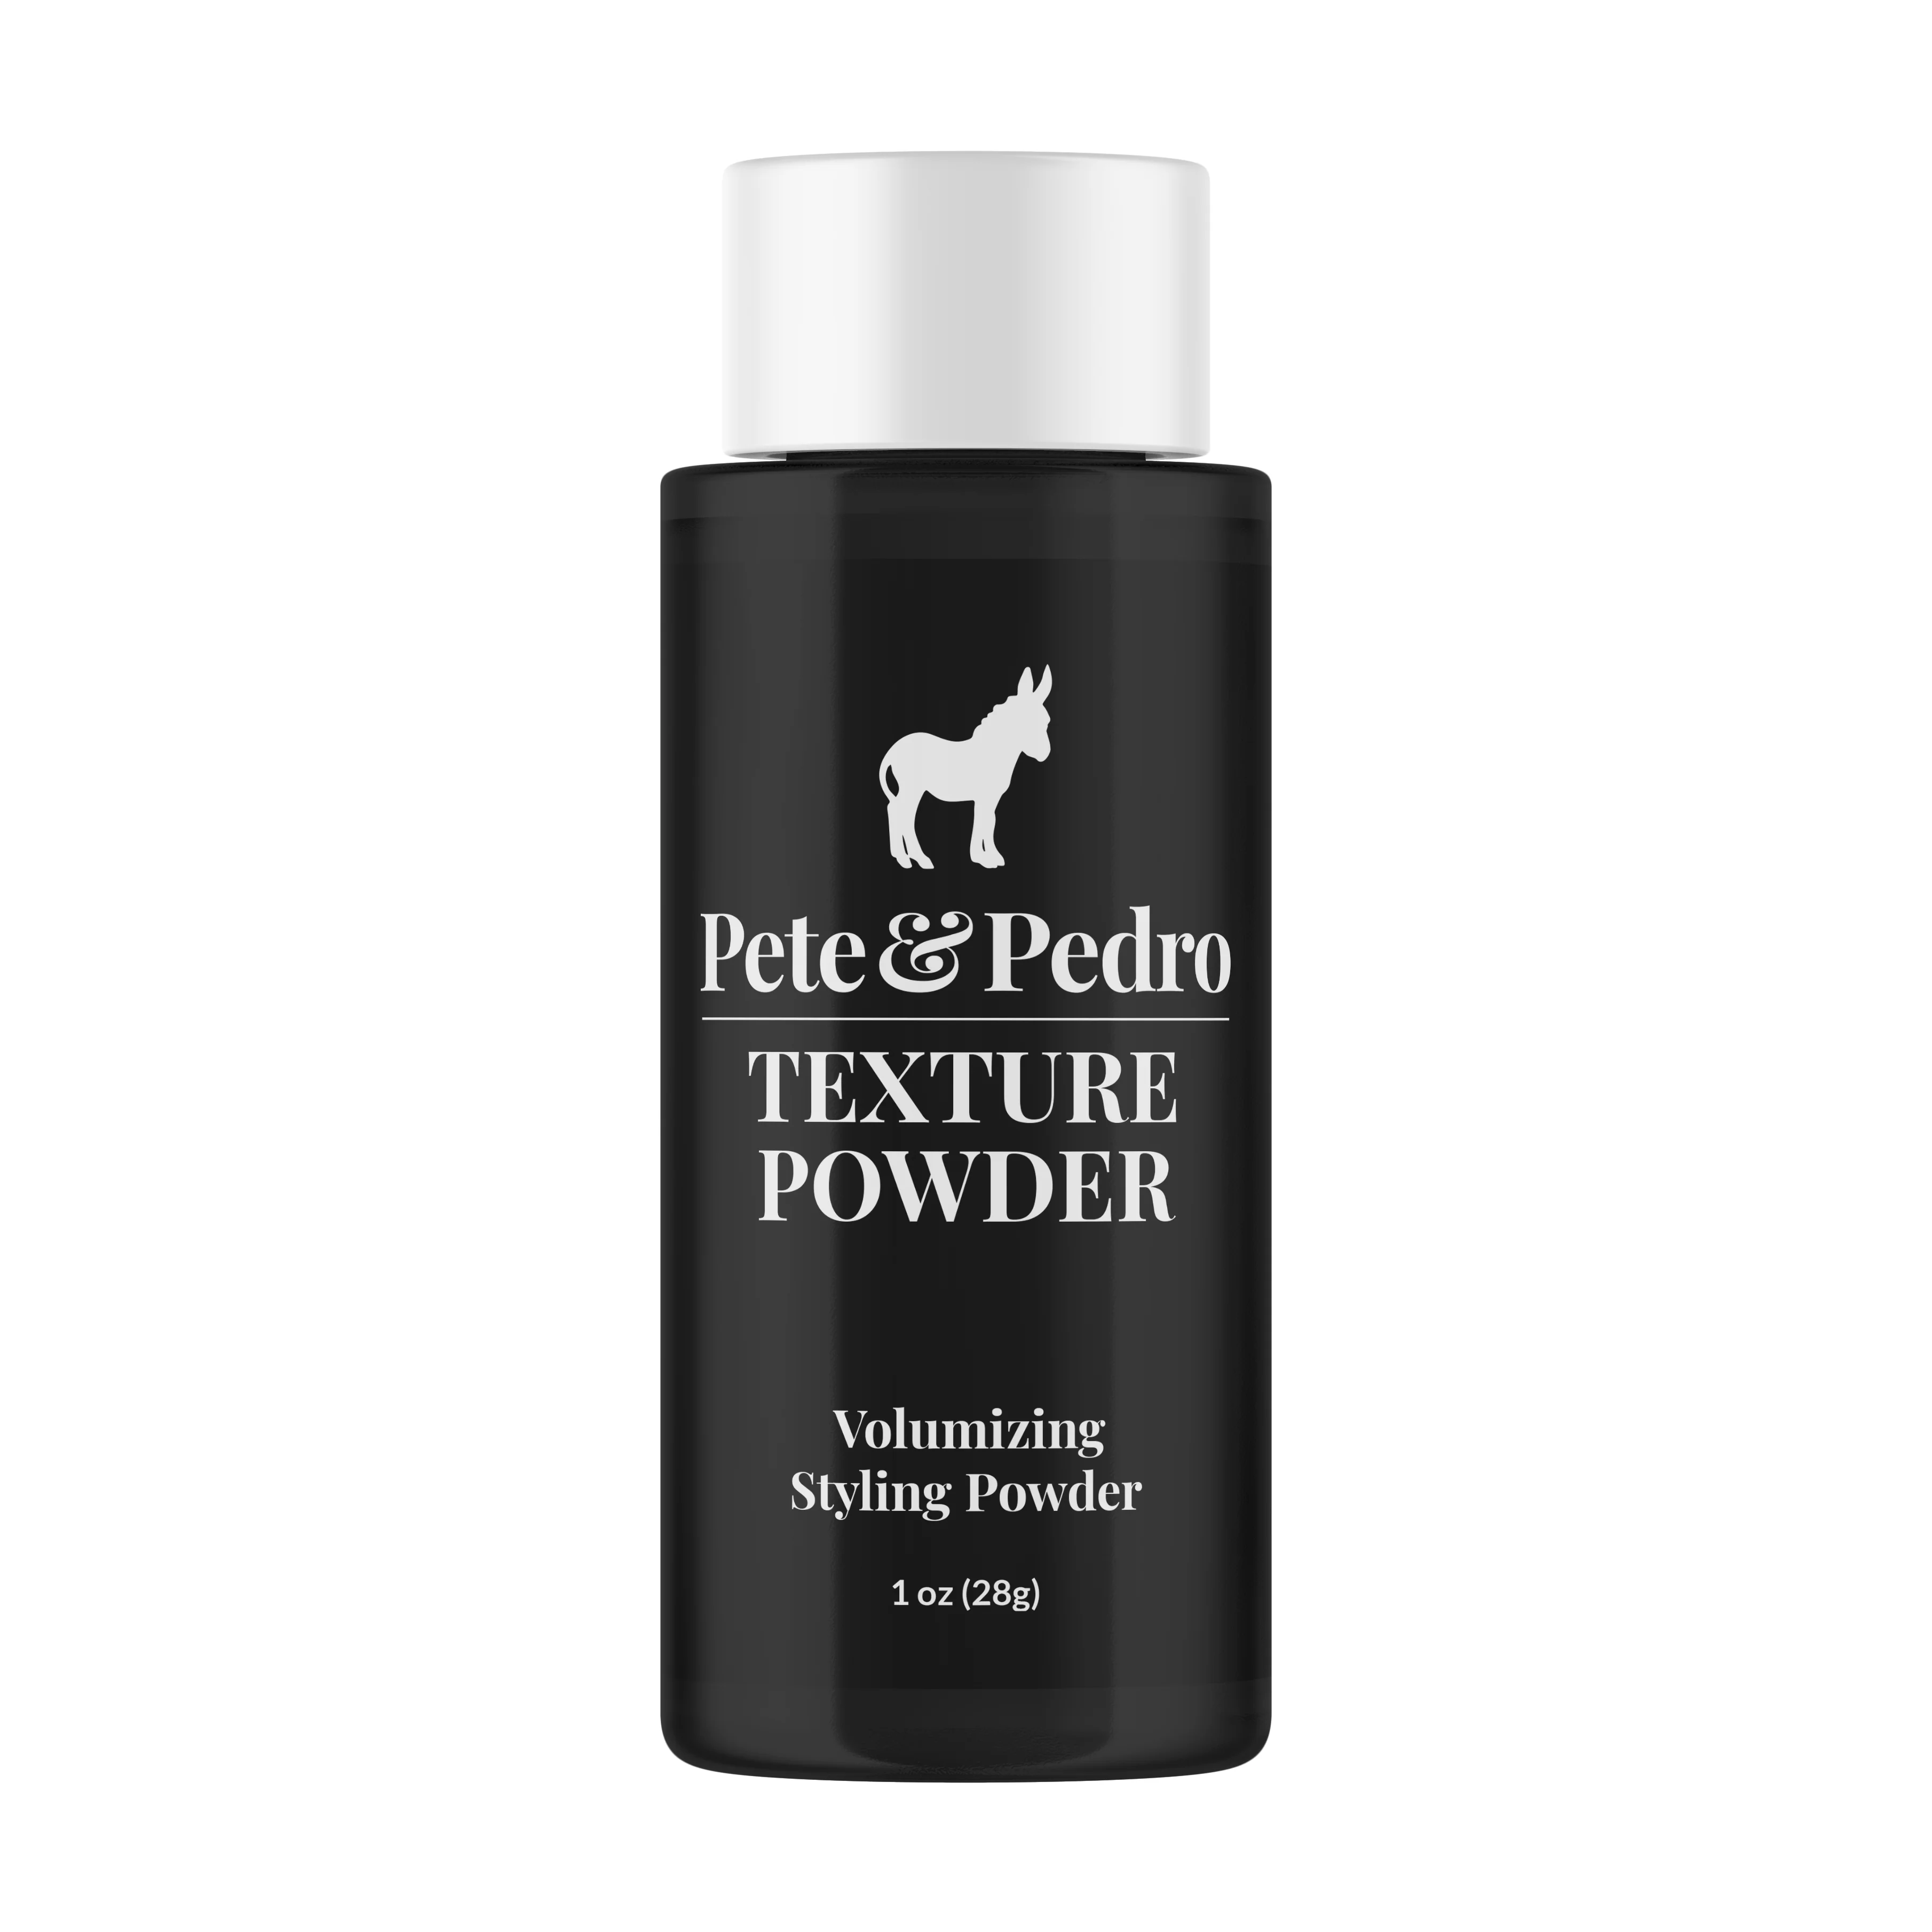 Pete & Pedro
TEXTURE
POWDER
Volumizing
Styling Powder
1 oz (28g)